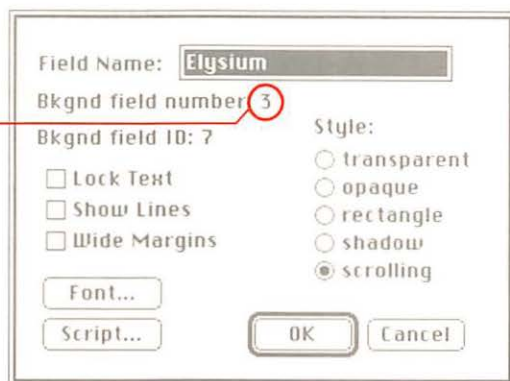 Field Name: Elysium
Bkgnd field number: 3
Bkgnd field ID: 7
Lock Text
Show Lines
Wide Margins
Style:
transparent
opaque
rectangle
shadow
scrolling
Font...
Script...
OK
Cancel